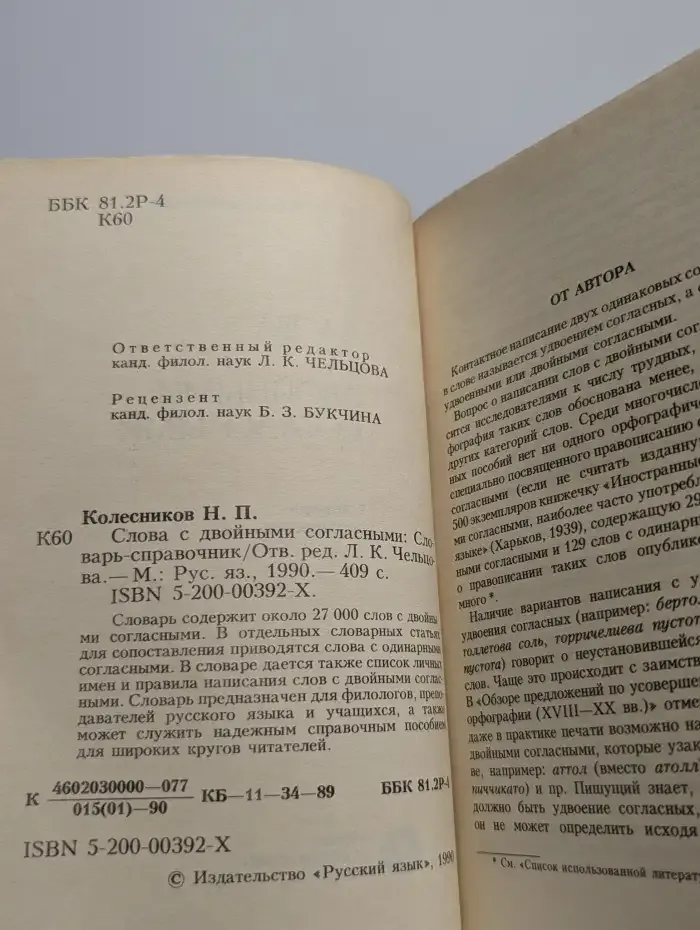 ББК 81.2Р-4
К60
Ответственный редактор
канд. филол. наук Л. К. ЧЕЛЬЦОВА
Рецензент
канд. филол. наук Б. З. БУКЧИНА
Колесников Н. П.
К60 Слова с двойными согласными: Сло-
варь-справочник/Отв. ред. Л. К. Чельцо-
ва.— М.: Рус. яз., 1990.— 409 с.
ISBN 5-200-00392-X.
Словарь содержит около 27 000 слов с двойны
ми согласными. В отдельных словарных статьях
для сопоставления приводятся слова с одинарными
согласными. В словаре дается также список личных
имен и правила написания слов с двойными соглас-
ными. Словарь предназначен для филологов, препо-
давателей русского языка и учащихся, а также
может служить надежным справочным пособием
для широких кругов читателей.
К 4602030000—077
015(01)—90 КБ—11—34—89 ББК 81.2Р-4
ISBN 5-200-00392-X
© Издательство «Русский язык», 1990
ОТ АВТОРА
Контактное написание двух одинаковых со
в слове называется удвоением согласных, а
удвоенными или двойными согласными.
Вопрос о написании слов с двойными сог
сится исследователями к числу трудных,
фография таких слов обоснована менее,
других категорий слов. Среди многочисле
ных пособий нет ни одного орфографиче
специально посвященного правописанию
согласными (если не считать изданну
500 экземпляров книжечку «Иностранные
ми согласными, наиболее часто употребл
языке» (Харьков, 1939), содержащую 29
ными согласными и 129 слов с одинарн
о правописании таких слов опублико
много*.
Наличие вариантов написания с у
удвоения согласных (например: берто
толлетова соль, торричелиева пустот
пустота) говорит о неустановившейся
слов. Чаще это происходит с заимств
В «Обзоре предложений по усоверше
орфографии (XVIII—XX вв.)» отме
даже в практике печати возможно на
двойными согласными, которые узак
ве, например: аттол (вместо атолл
пиччикато) и пр. Пишущий знает,
должно быть удвоение согласных,
он не может определить исходя
* См. «Список использованной литерату